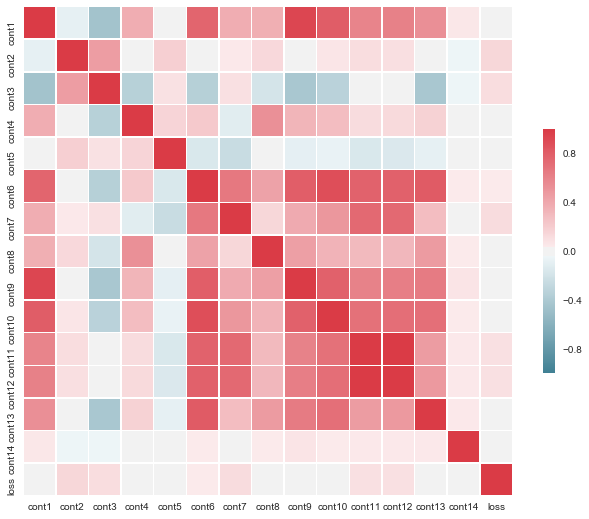 cont1
cont2
cont3
cont4
cont5
cont6
cont7
cont8
cont9
cont10
cont11
cont12
cont13
cont14
loss
cont1 cont2 cont3 cont4 cont5 cont6 cont7 cont8 cont9 cont10 cont11 cont12 cont13 cont14 loss
0.8
0.4
0.0
−0.4
−0.8